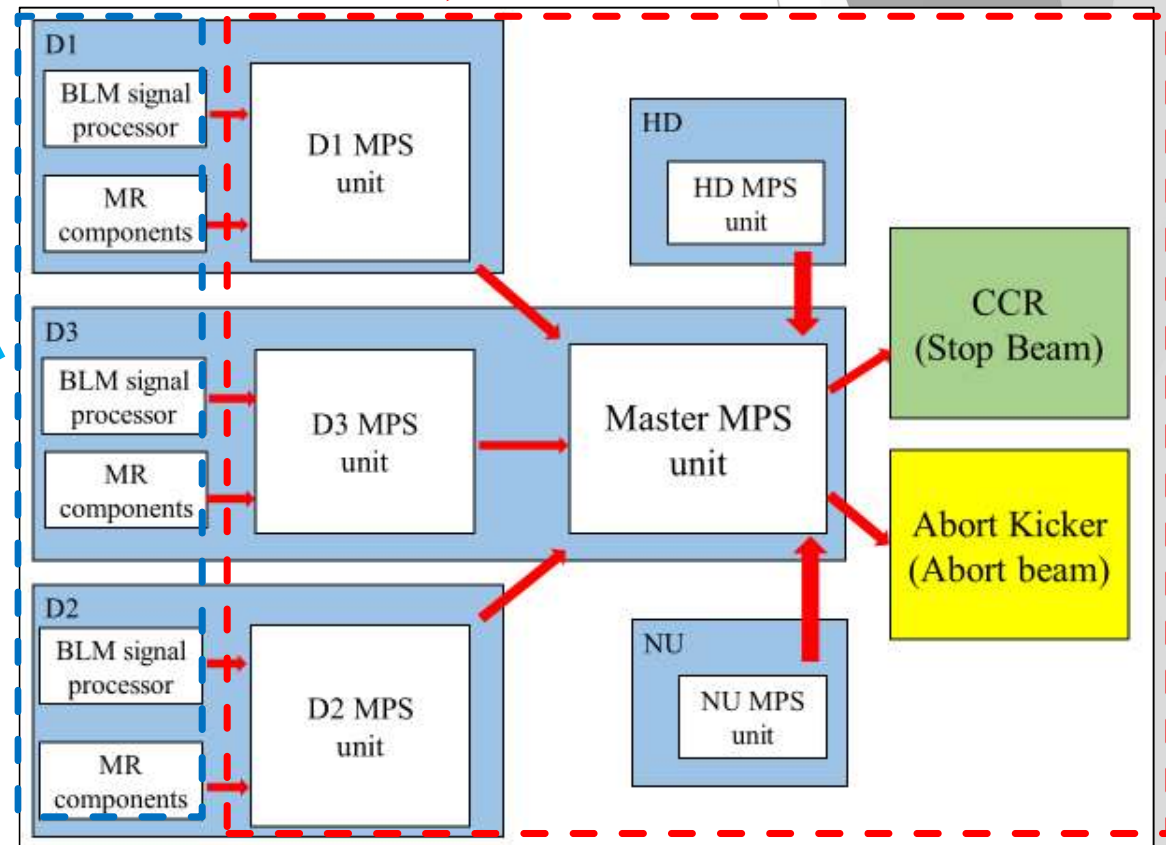 D1
BLM signal
processor
MR
components
D1 MPS
unit
HD
HD MPS
unit
D3
BLM signal
processor
MR
components
D3 MPS
unit
Master MPS
unit
CCR
(Stop Beam)
Abort Kicker
(Abort beam)
D2
BLM signal
processor
MR
components
D2 MPS
unit
NU
NU MPS
unit